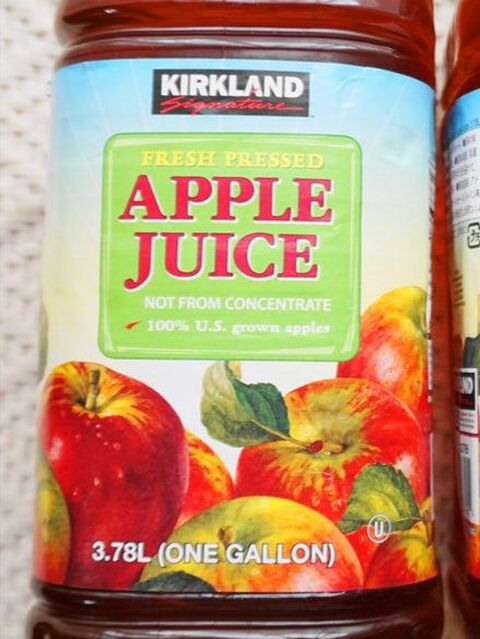 KIRKLAND
Signature
FRESH PRESSED
APPLE
JUICE
NOT FROM CONCENTRATE
100% U.S. grown apples
U
3.78L (ONE GALLON)